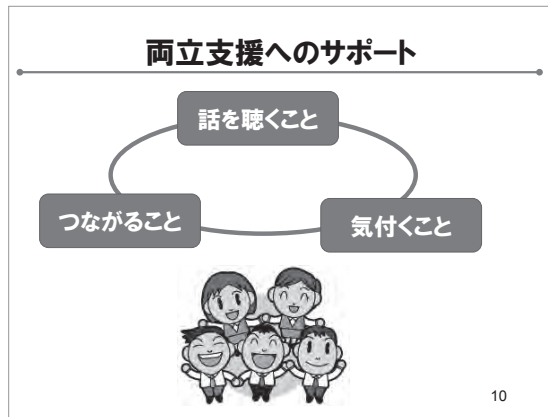 両立支援へのサポート
話を聴くこと
つながること
気付くこと
10